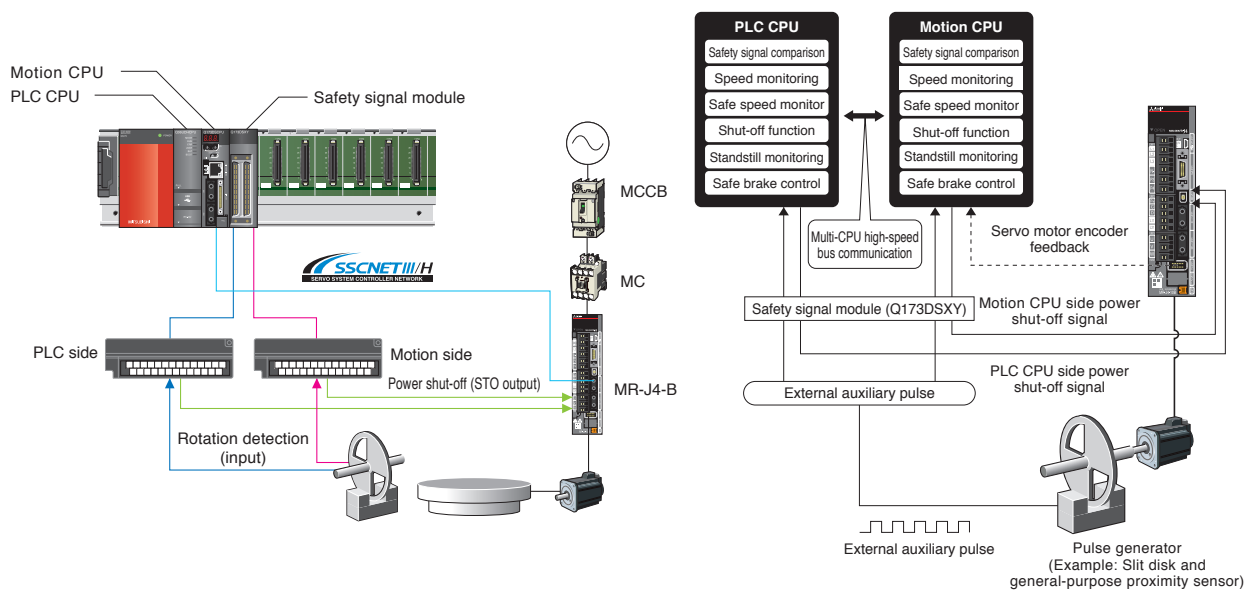 Motion CPU
PLC CPU
Safety signal module
MITSUBISHI
SSCNETIII/H
SERVO SYSTEM CONTROLLER NETWORK
MCCB
MC
PLC side
Motion side
Power shut-off (STO output)
MR-J4-B
Rotation detection
(input)
PLC CPU
Safety signal comparison
Speed monitoring
Safe speed monitor
Shut-off function
Standstill monitoring
Safe brake control
Motion CPU
Safety signal comparison
Speed monitoring
Safe speed monitor
Shut-off function
Standstill monitoring
Safe brake control
Multi-CPU high-speed
bus communication
Servo motor encoder
feedback
Safety signal module (Q173DSXY)
Motion CPU side power
shut-off signal
PLC CPU side power
shut-off signal
External auxiliary pulse
External auxiliary pulse
Pulse generator
(Example: Slit disk and
general-purpose proximity sensor)